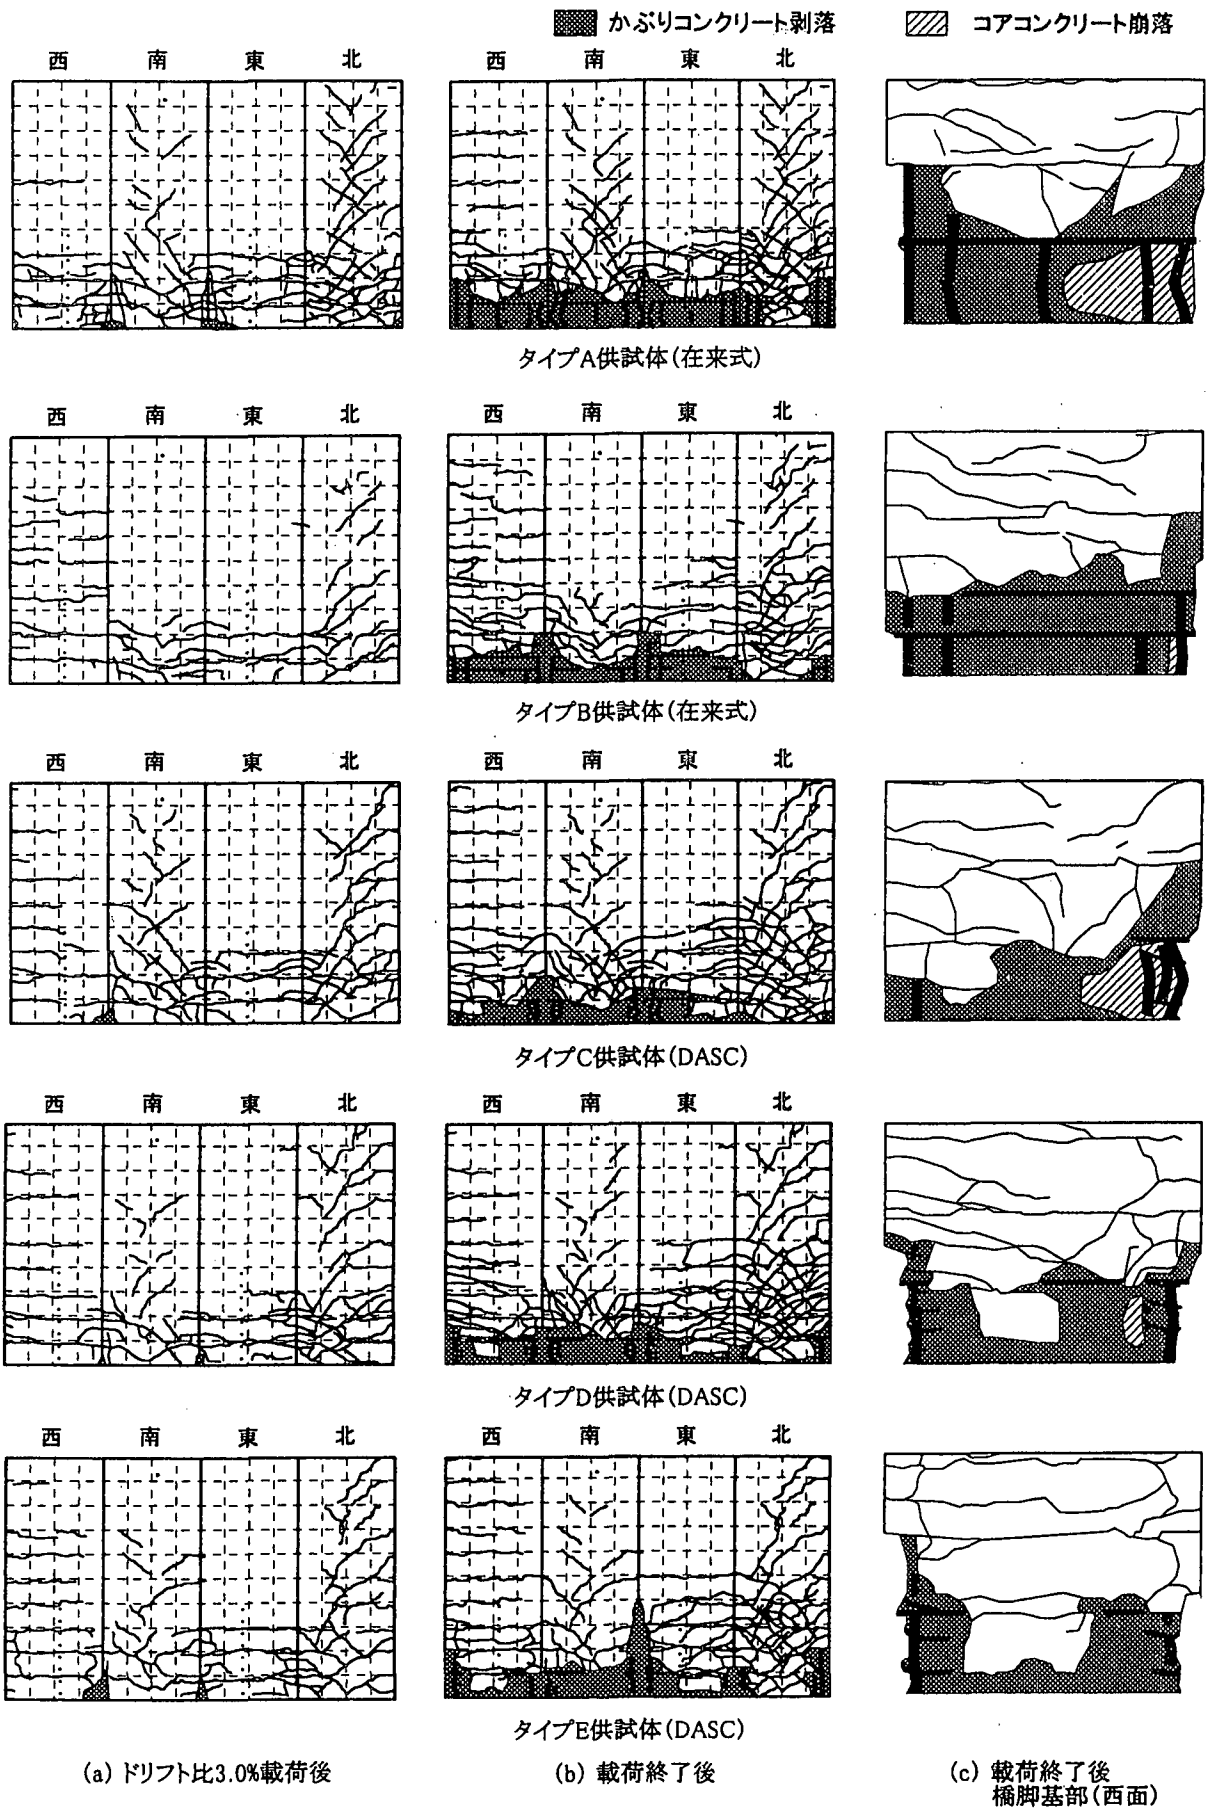 かぶりコンクリート剥落 コアコンクリート崩落
西 南 東 北 西 南 東 北
タイプA供試体(在来式)
西 南 東 北 西 南 東 北
タイプB供試体(在来式)
西 南 東 北 西 南 東 北
タイプC供試体(DASC)
西 南 東 北 西 南 東 北
タイプD供試体(DASC)
西 南 東 北 西 南 東 北
タイプE供試体(DASC)
(a) ドリフト比3.0%載荷後 (b) 載荷終了後 (c) 載荷終了後
橋脚基部(西面)